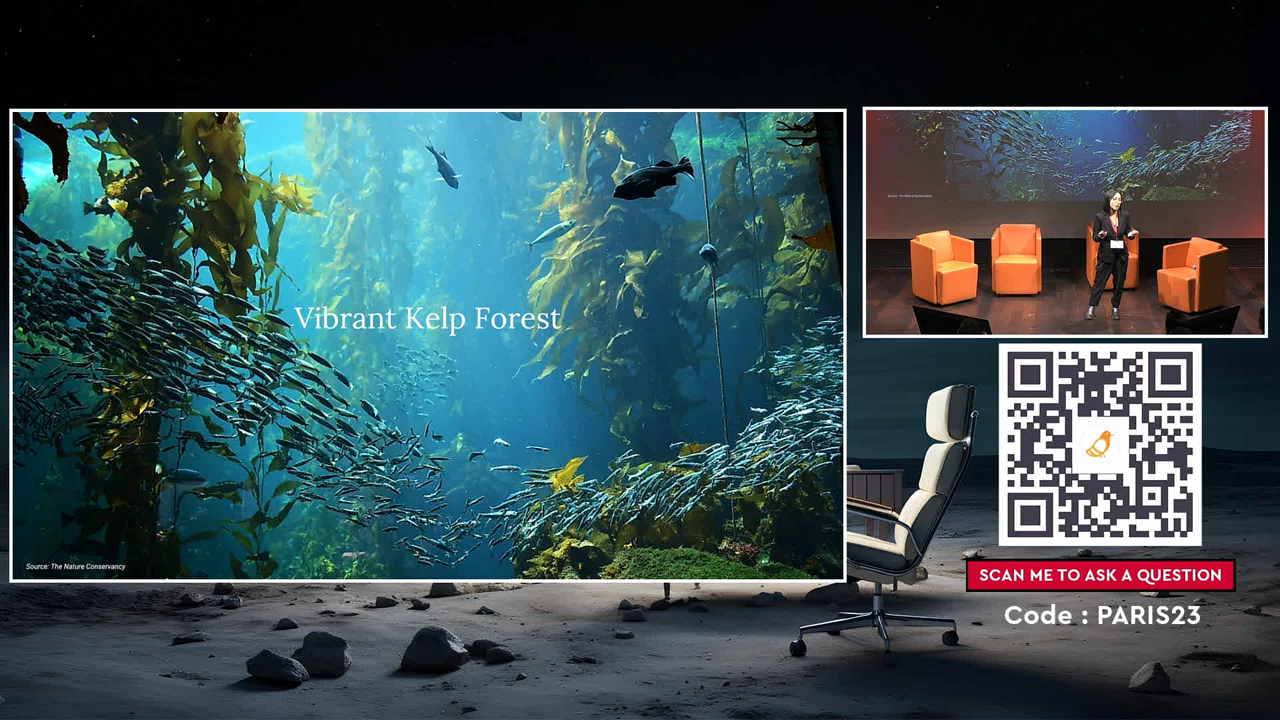 Vibrant Kelp Forest
Source: The Nature Conservancy
SCAN ME TO ASK A QUESTION
Code : PARIS23